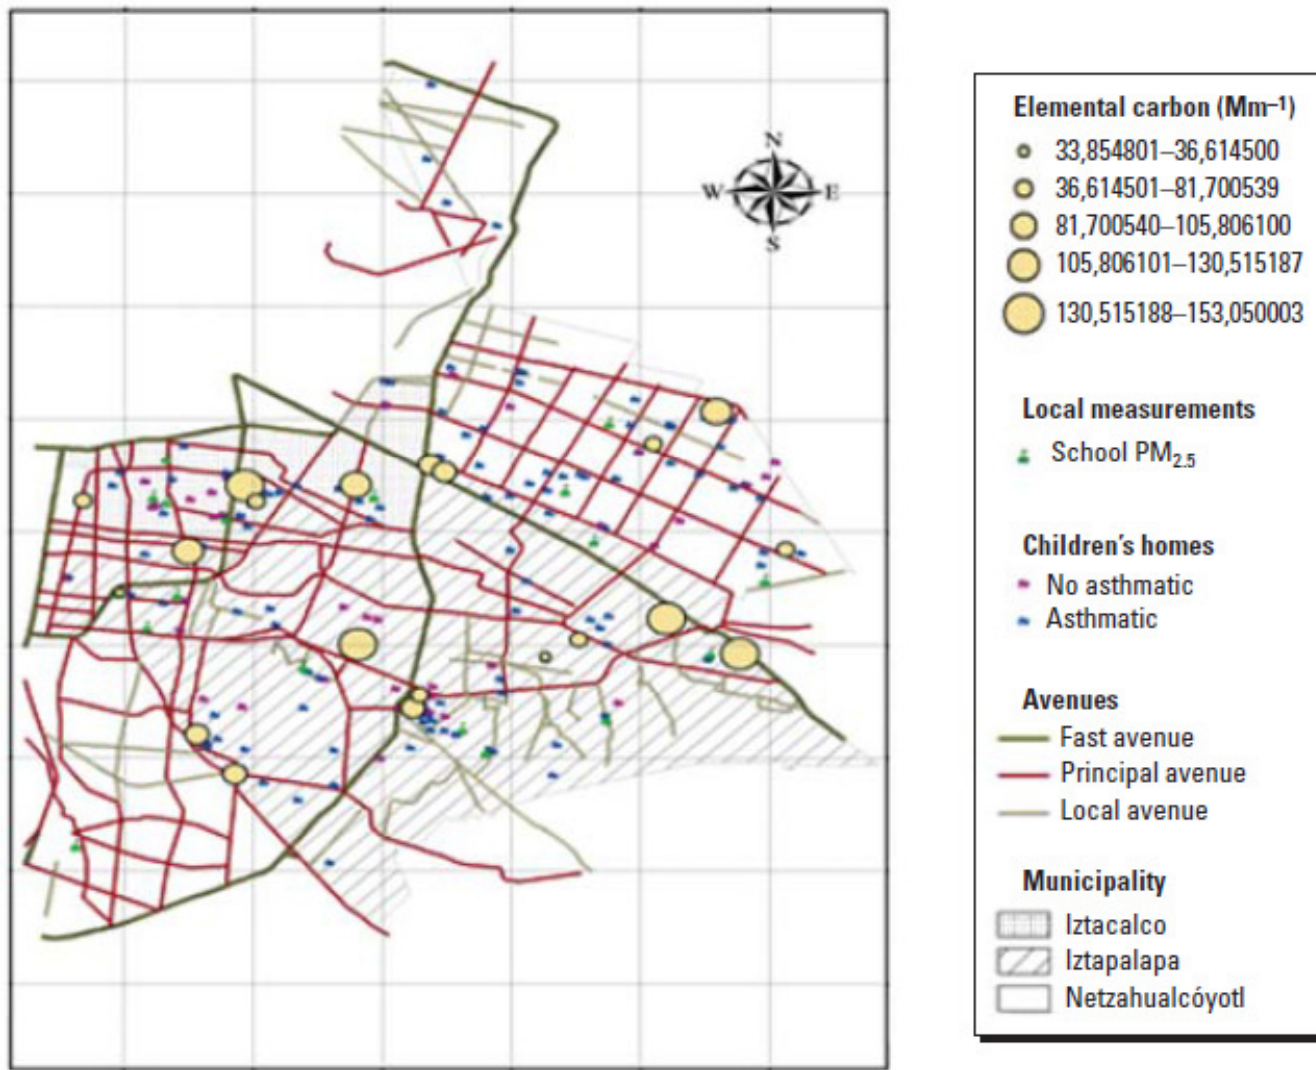 N
W E
S
Elemental carbon (Mm–1)
33,854801–36,614500
36,614501–81,700539
81,700540–105,806100
105,806101–130,515187
130,515188–153,050003
Local measurements
School PM2.5
Children's homes
No asthmatic
Asthmatic
Avenues
Fast avenue
Principal avenue
Local avenue
Municipality
Iztacalco
Iztapalapa
Netzahualcóyotl